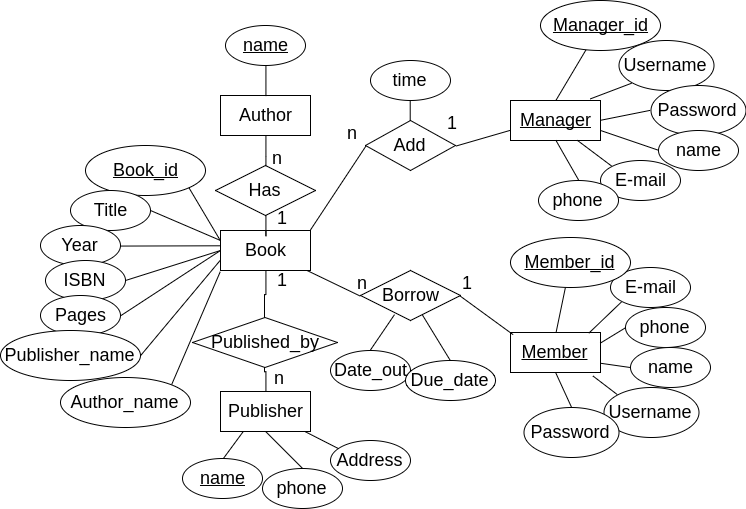 Manager_id
name
Username
time
Password
Author
Manager
1
n
Add
name
n
Book_id
E-mail
Has
phone
Title
1
Year
Book
Member_id
ISBN
1
n
1
E-mail
Borrow
Pages
phone
Published_by
Publisher_name
Member
name
Date_out
n
Due_date
Author_name
Publisher
Username
Password
Address
name
phone